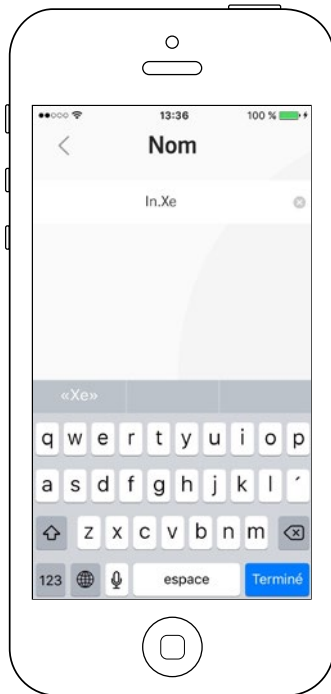 13:36 100 %
Nom
In.Xe
«Xe»
q w e r t y u i o p
a s d f g h j k l ´
z x c v b n m
123 espace Terminé